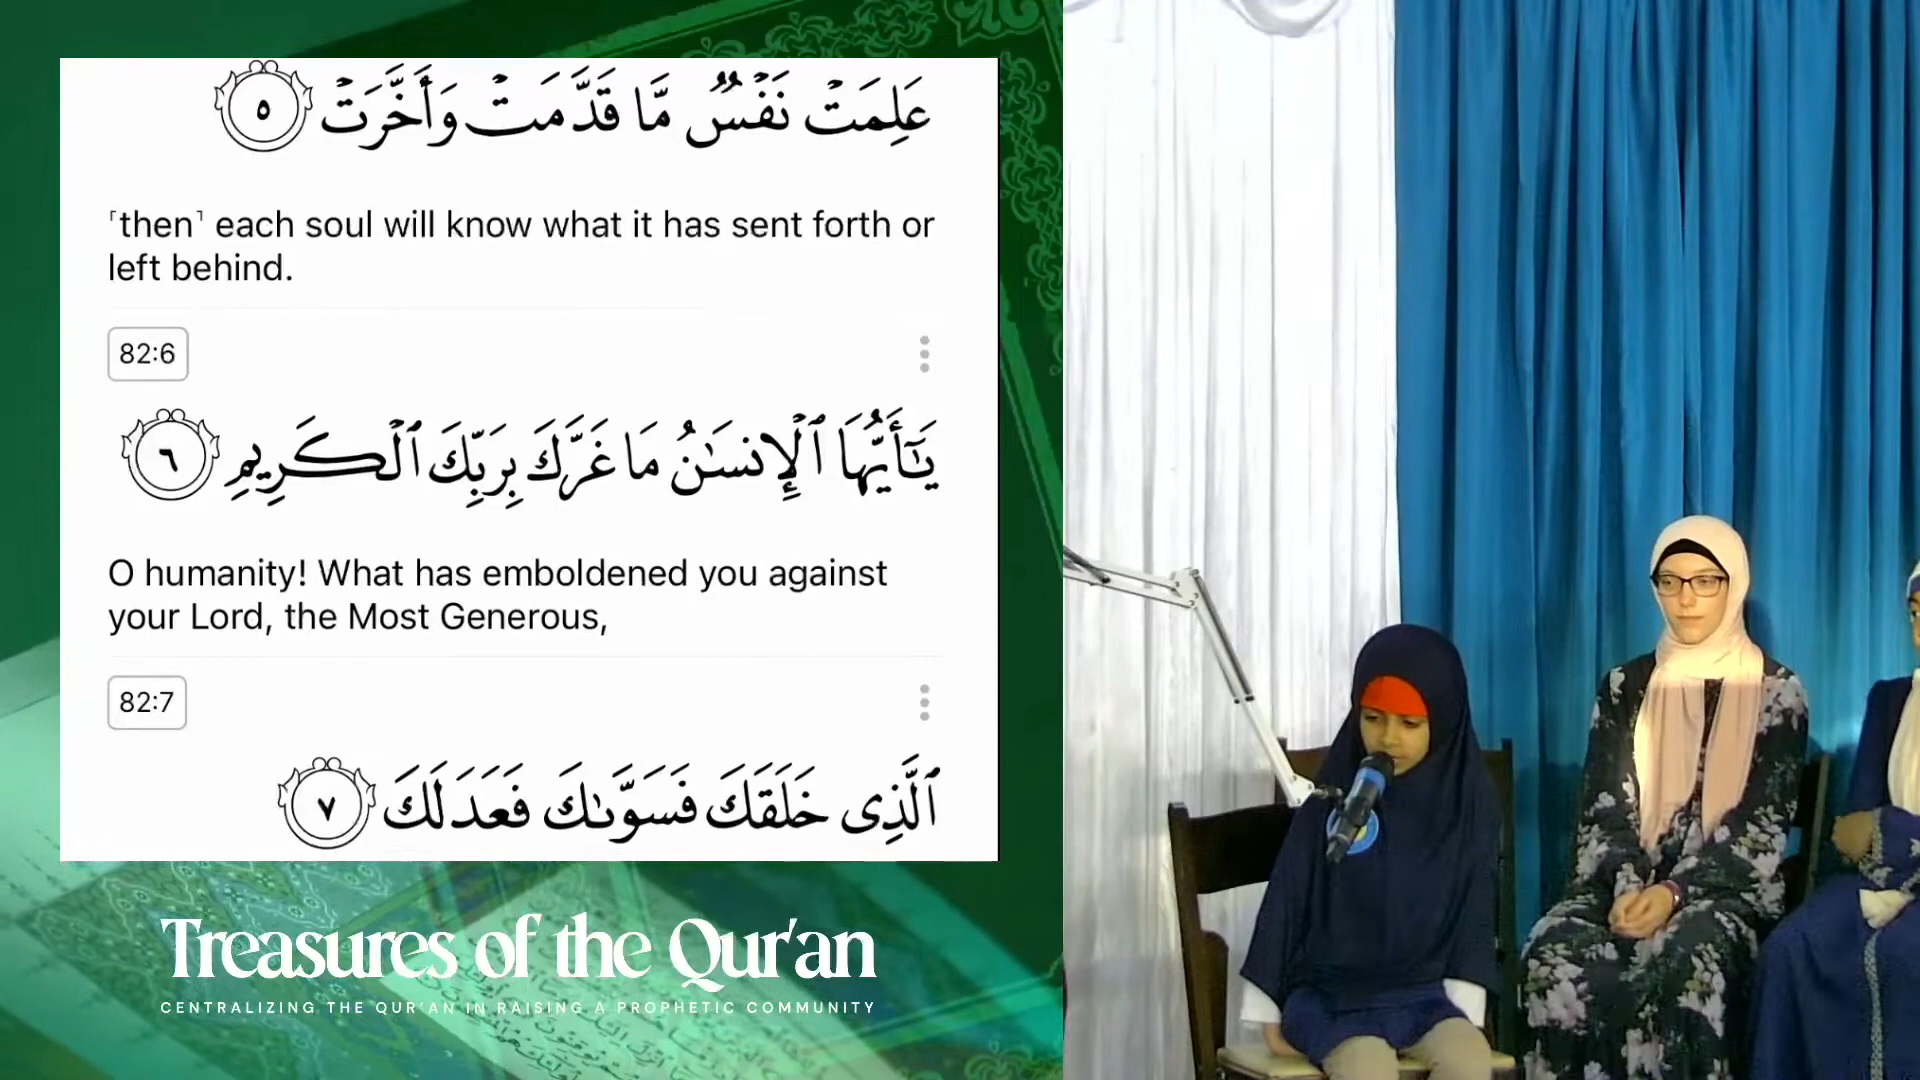 عَلِمَتْ نَفْسٌ مَّا قَدَّمَتْ وَأَخَّرَتْ ٥
⸢then⸣ each soul will know what it has sent forth or
left behind.
82:6
يَـٰٓأَيُّهَا ٱلْإِنسَـٰنُ مَا غَرَّكَ بِرَبِّكَ ٱلْكَرِيمِ ٦
O humanity! What has emboldened you against
your Lord, the Most Generous,
82:7
ٱلَّذِى خَلَقَكَ فَسَوَّىٰكَ فَعَدَلَكَ ٧
Treasures of the Qur'an
CENTRALIZING THE QUR'AN IN RAISING A PROPHETIC COMMUNITY